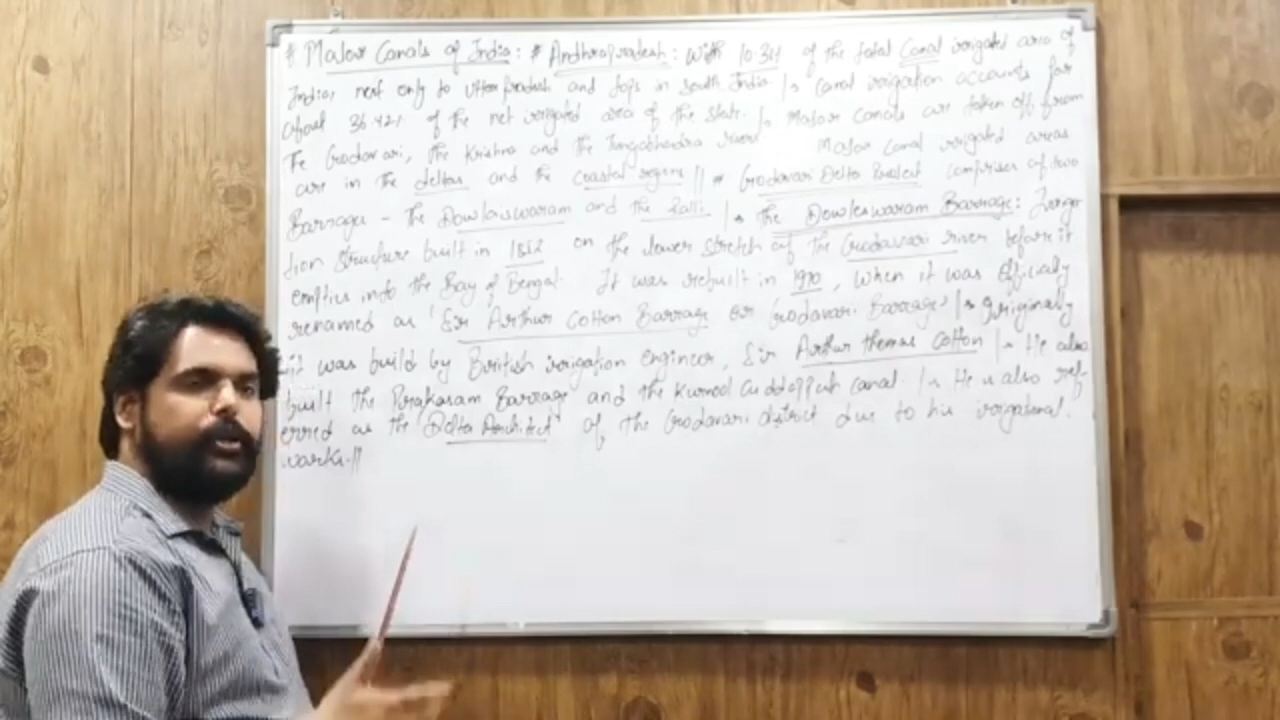 # Major Canals of India: # Andhrapradesh: With 10.34% of the total Canal irrigated area of
India, next only to Uttar pradesh and tops in South India | → Canal irrigation accounts for
about 36.42% of the net irrigated area of the state. | → Major Canals are taken off from
The Godavari, the Krishna and the Tungabhadra river Major Canal irrigated areas
are in the deltas and the coastal regions || # Godavari Delta Project comprises of two
Barrages - The Dowlaiswaram and the Ralli. | → The Dowleswaram Barrage: Irriga
tion structure built in 1852 on the lower stretch of the Godavari river before it
empties into the Bay of Bengal. It was rebuilt in 1970, when it was officially
renamed as 'Sir Arthur Cotton Barrage or Godavari Barrage' | → Originally
it was build by British irrigation engineer, Sir Arthur Thomas Cotton | → He also
built the Prakasam Barrage and the Kurnool Cuddappah Canal. | → He is also ref-
erred as the 'Delta Architect' of the Godavari district due to his irrigational
works.||